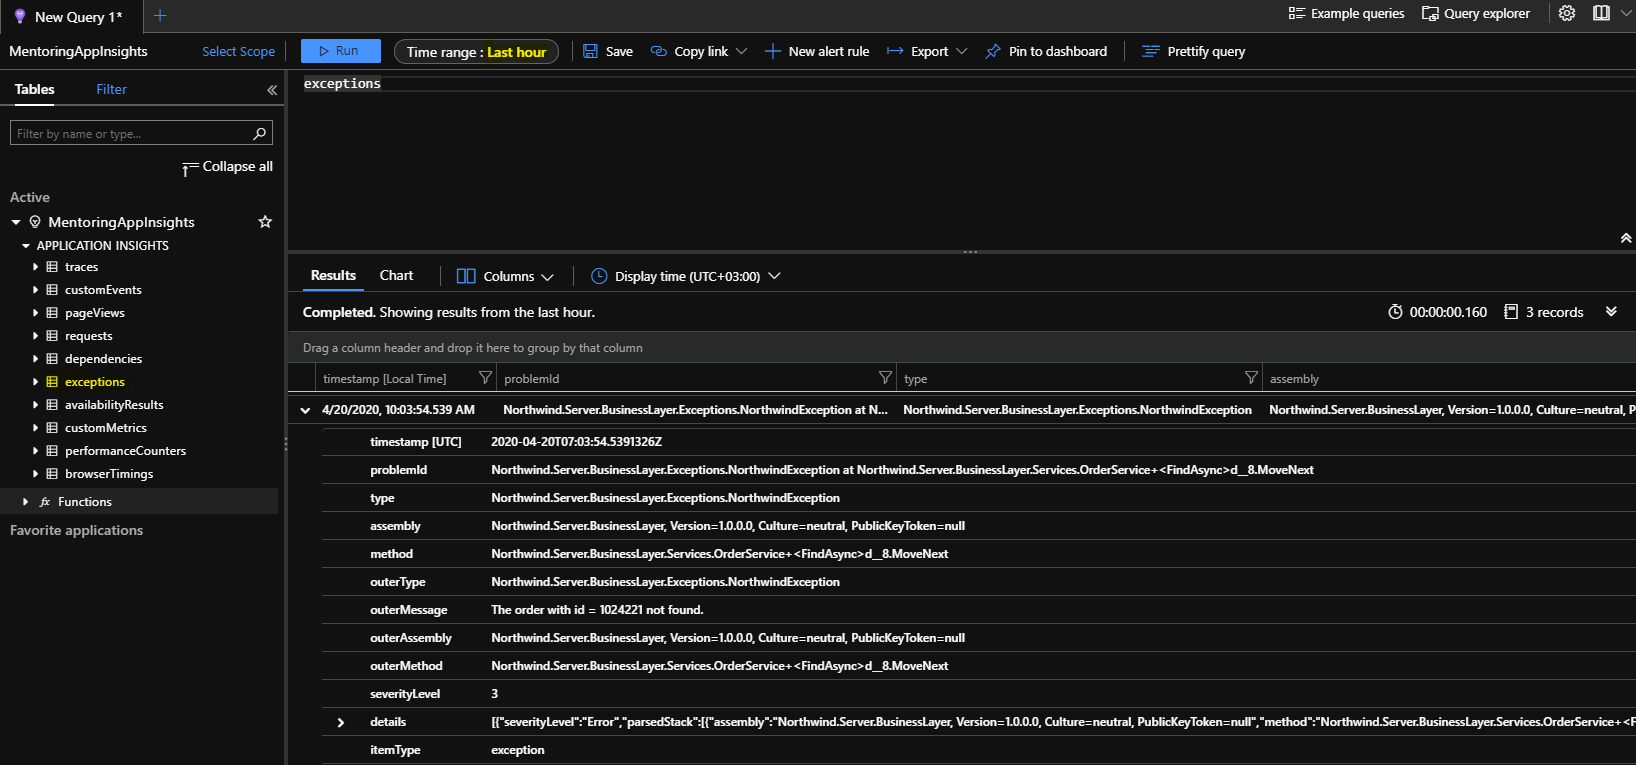 New Query 1*
Example queries
Query explorer
MentoringAppInsights
Select Scope
Run
Time range : Last hour
Save
Copy link
New alert rule
Export
Pin to dashboard
Prettify query
Tables
Filter
exceptions
Filter by name or type...
Collapse all
Active
MentoringAppInsights
APPLICATION INSIGHTS
traces
customEvents
pageViews
requests
dependencies
exceptions
availabilityResults
customMetrics
performanceCounters
browserTimings
fx Functions
Favorite applications
Results
Chart
Columns
Display time (UTC+03:00)
Completed. Showing results from the last hour.
00:00:00.160
3 records
Drag a column header and drop it here to group by that column
timestamp [Local Time]
problemId
type
assembly
4/20/2020, 10:03:54.539 AM
Northwind.Server.BusinessLayer.Exceptions.NorthwindException at N...
Northwind.Server.BusinessLayer.Exceptions.NorthwindException
Northwind.Server.BusinessLayer, Version=1.0.0.0, Culture=neutral, P
timestamp [UTC] 2020-04-20T07:03:54.5391326Z
problemId Northwind.Server.BusinessLayer.Exceptions.NorthwindException at Northwind.Server.BusinessLayer.Services.OrderService+<FindAsync>d__8.MoveNext
type Northwind.Server.BusinessLayer.Exceptions.NorthwindException
assembly Northwind.Server.BusinessLayer, Version=1.0.0.0, Culture=neutral, PublicKeyToken=null
method Northwind.Server.BusinessLayer.Services.OrderService+<FindAsync>d__8.MoveNext
outerType Northwind.Server.BusinessLayer.Exceptions.NorthwindException
outerMessage The order with id = 1024221 not found.
outerAssembly Northwind.Server.BusinessLayer, Version=1.0.0.0, Culture=neutral, PublicKeyToken=null
outerMethod Northwind.Server.BusinessLayer.Services.OrderService+<FindAsync>d__8.MoveNext
severityLevel 3
details [{"severityLevel":"Error","parsedStack":[{"assembly":"Northwind.Server.BusinessLayer, Version=1.0.0.0, Culture=neutral, PublicKeyToken=null","method":"Northwind.Server.BusinessLayer.Services.OrderService+<F
itemType exception